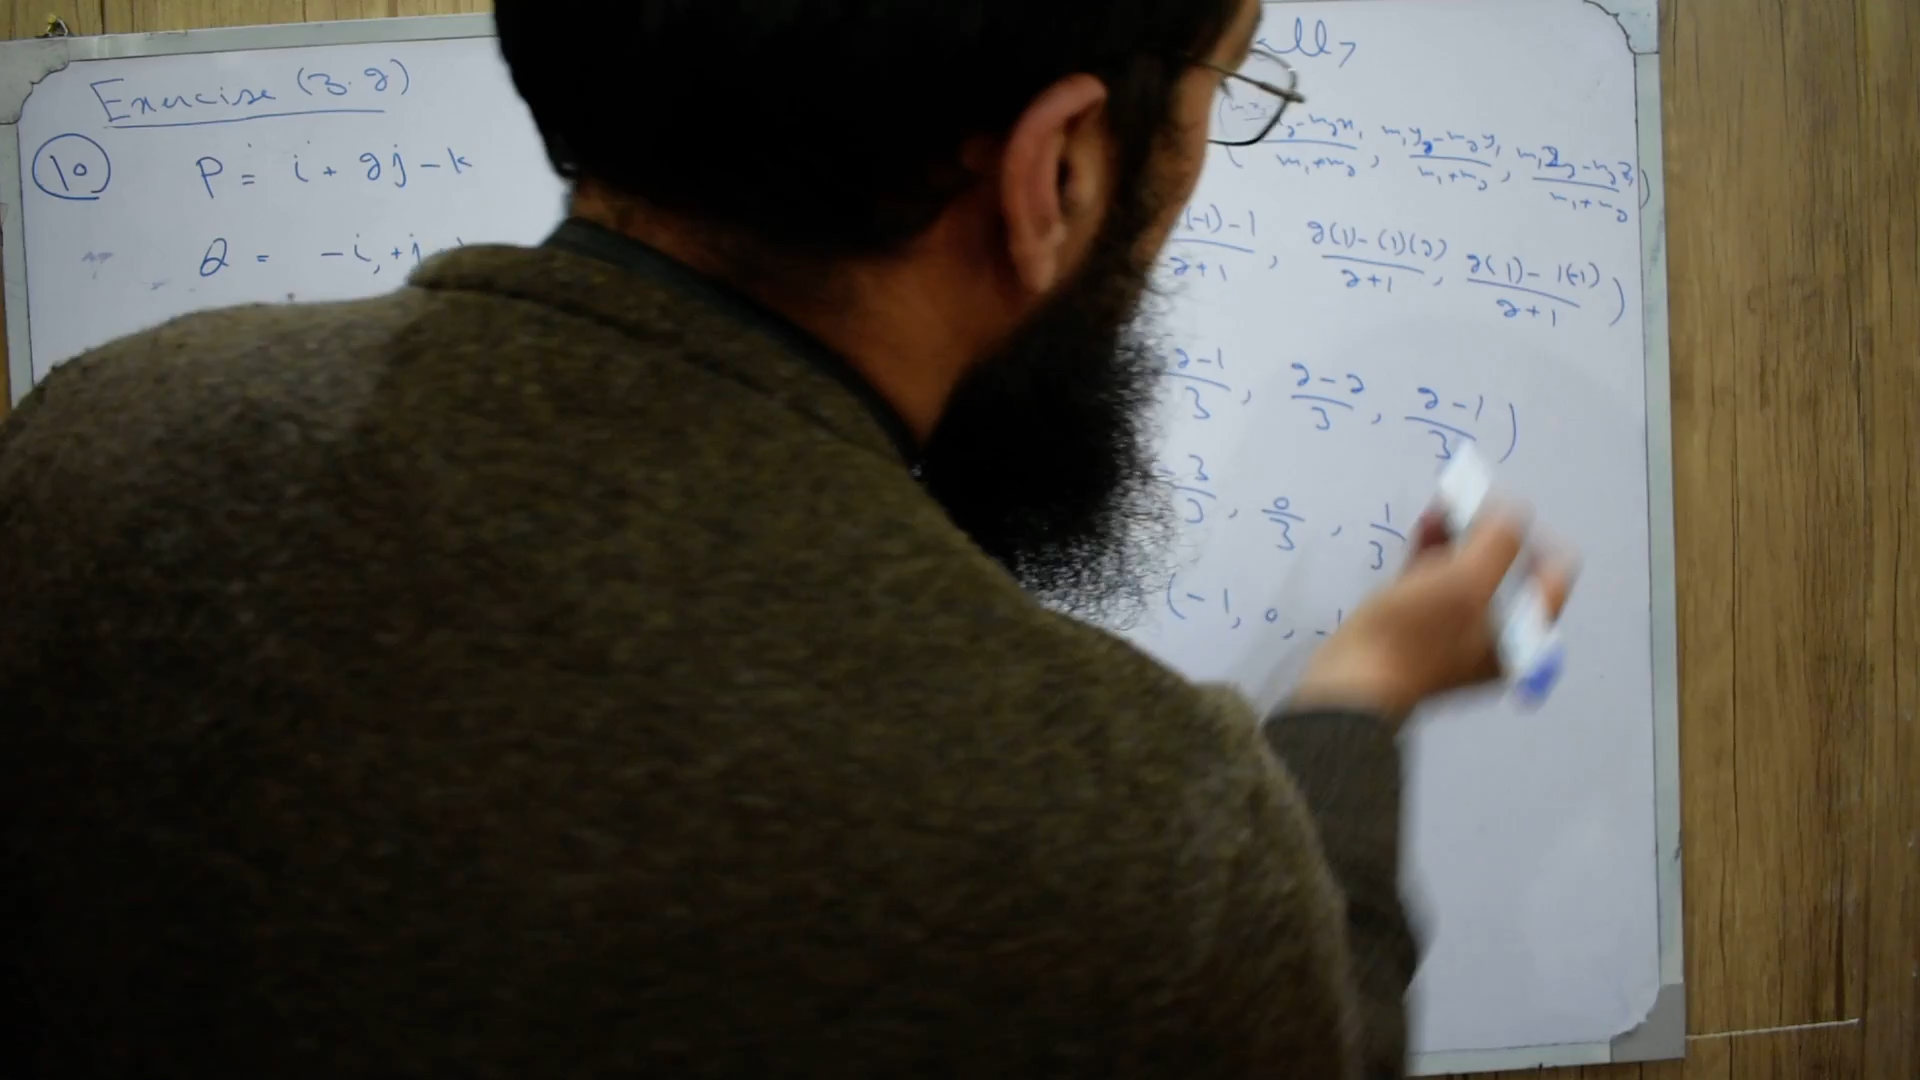 Exercise (3.2)
10 P = i + 2j - k
Q = -i + j
m₂x₁/m₁+m₂, m₁y₂-m₂y₁/m₁+m₂, m₁z₂-m₂z₁/m₁+m₂)
(-1)-1/2+1, 2(1)-(1)(2)/2+1, 2(1)-1(-1)/2+1)
2-1/3, 2-2/3, 2-1/3)
-3/3, 0/3, 1/3
(-1, 0, -1